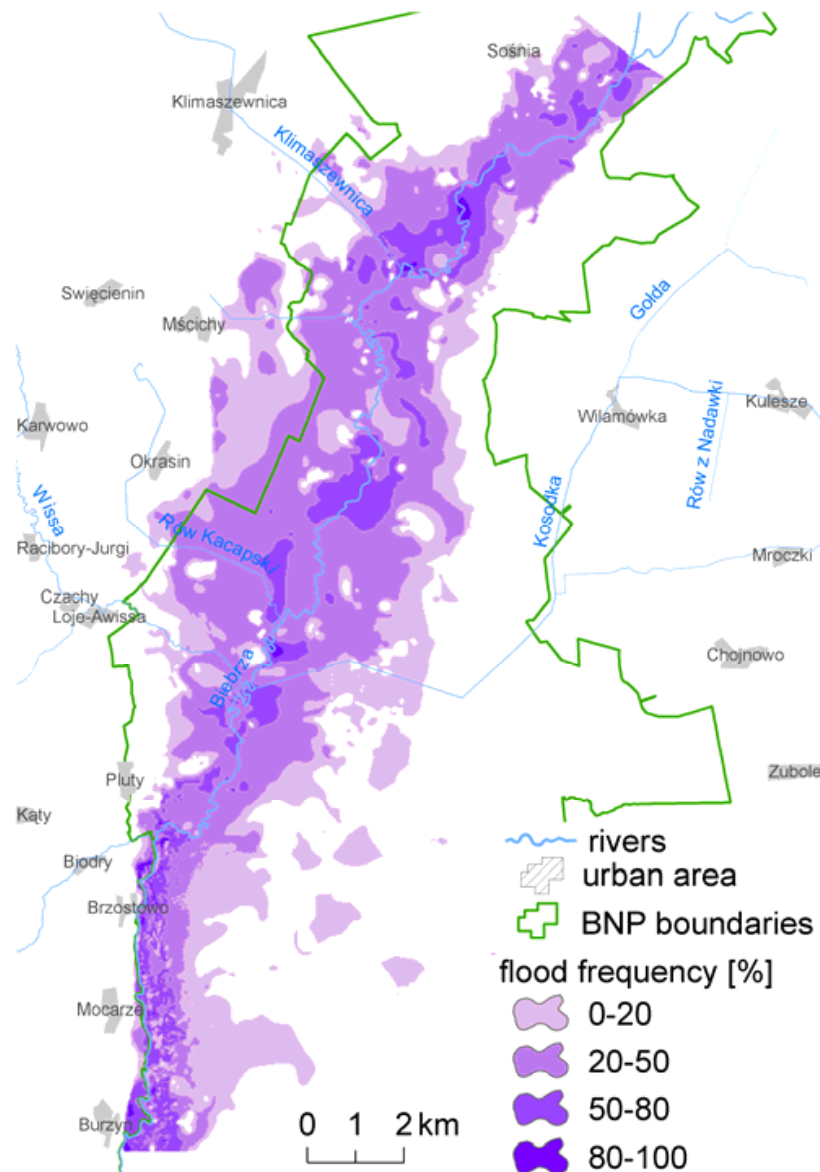 Sośnia
Klimaszewnica
Klimaszewnica
Święcienin
Mścichy
Gołda
Karwowo
Wilamówka
Kulesze
Okrasin
Rów z Nadawki
Wissa
Kosodka
Rów Kacapski
Racibory-Jurgi
Mroczki
Czachy
Loje-Awissa
Chojnowo
Biebrza
Pluty
Zubole
Kąty
rivers
Biodry
urban area
Brzostowo
BNP boundaries
flood frequency [%]
Mocarze
0-20
20-50
50-80
Burzyn
0 1 2 km
80-100